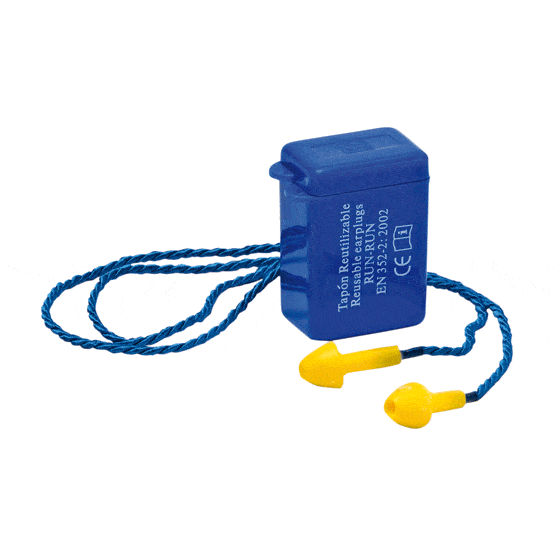 Tapón Reutilizable
Reusable earplugs
RUN-RUN
EN 352-2: 2002
CE i